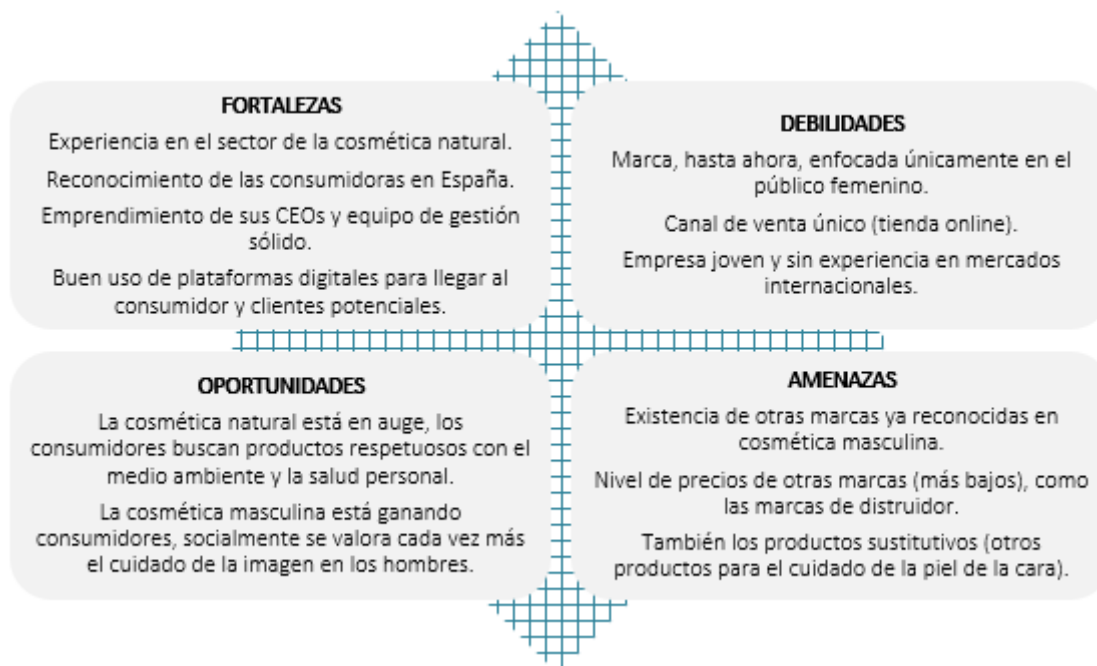 FORTALEZAS
Experiencia en el sector de la cosmética natural.
Reconocimiento de las consumidoras en España.
Emprendimiento de sus CEOs y equipo de gestión
sólido.
Buen uso de plataformas digitales para llegar al
consumidor y clientes potenciales.
DEBILIDADES
Marca, hasta ahora, enfocada únicamente en el
público femenino.
Canal de venta único (tienda online).
Empresa joven y sin experiencia en mercados
internacionales.
OPORTUNIDADES
La cosmética natural está en auge, los
consumidores buscan productos respetuosos con el
medio ambiente y la salud personal.
La cosmética masculina está ganando
consumidores, socialmente se valora cada vez más
el cuidado de la imagen en los hombres.
AMENAZAS
Existencia de otras marcas ya reconocidas en
cosmética masculina.
Nivel de precios de otras marcas (más bajos), como
las marcas de distruidor.
También los productos sustitutivos (otros
productos para el cuidado de la piel de la cara).